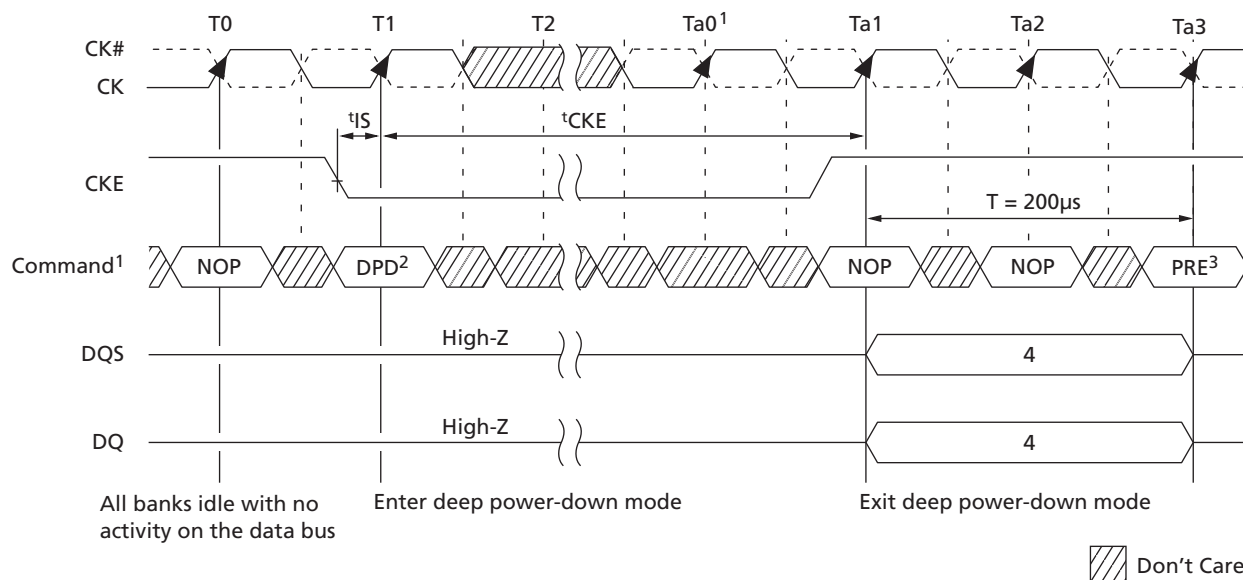 T0 T1 T2 Ta0¹ Ta1 Ta2 Ta3
CK#
CK
tIS tCKE
CKE
T = 200µs
Command¹ NOP DPD² NOP NOP PRE³
DQS High-Z 4
DQ High-Z 4
All banks idle with no
activity on the data bus
Enter deep power-down mode
Exit deep power-down mode
Don't Care